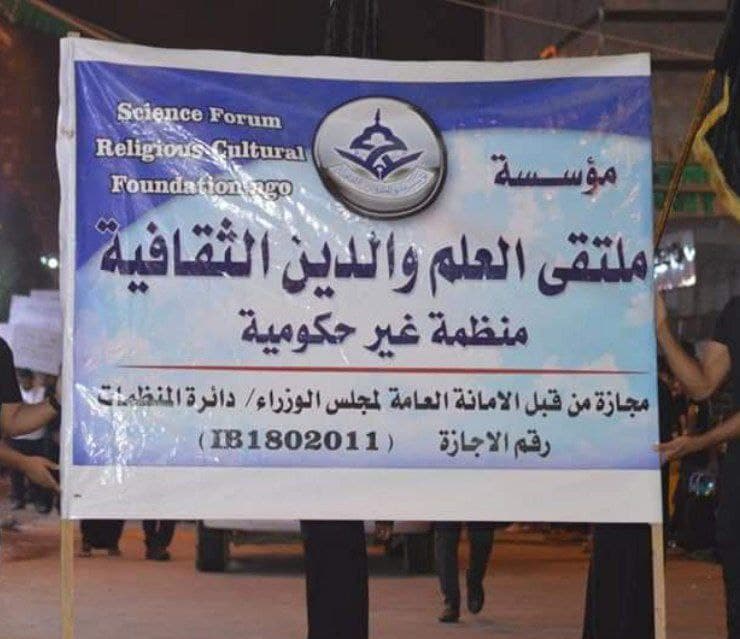 Science Forum
Religious Cultural
Foundation ngo
مؤسسة
ملتقى العلم والدين الثقافية
منظمة غير حكومية
مجازة من قبل الامانة العامة لمجلس الوزراء/ دائرة المنظمات
رقم الاجازة (IB1802011)